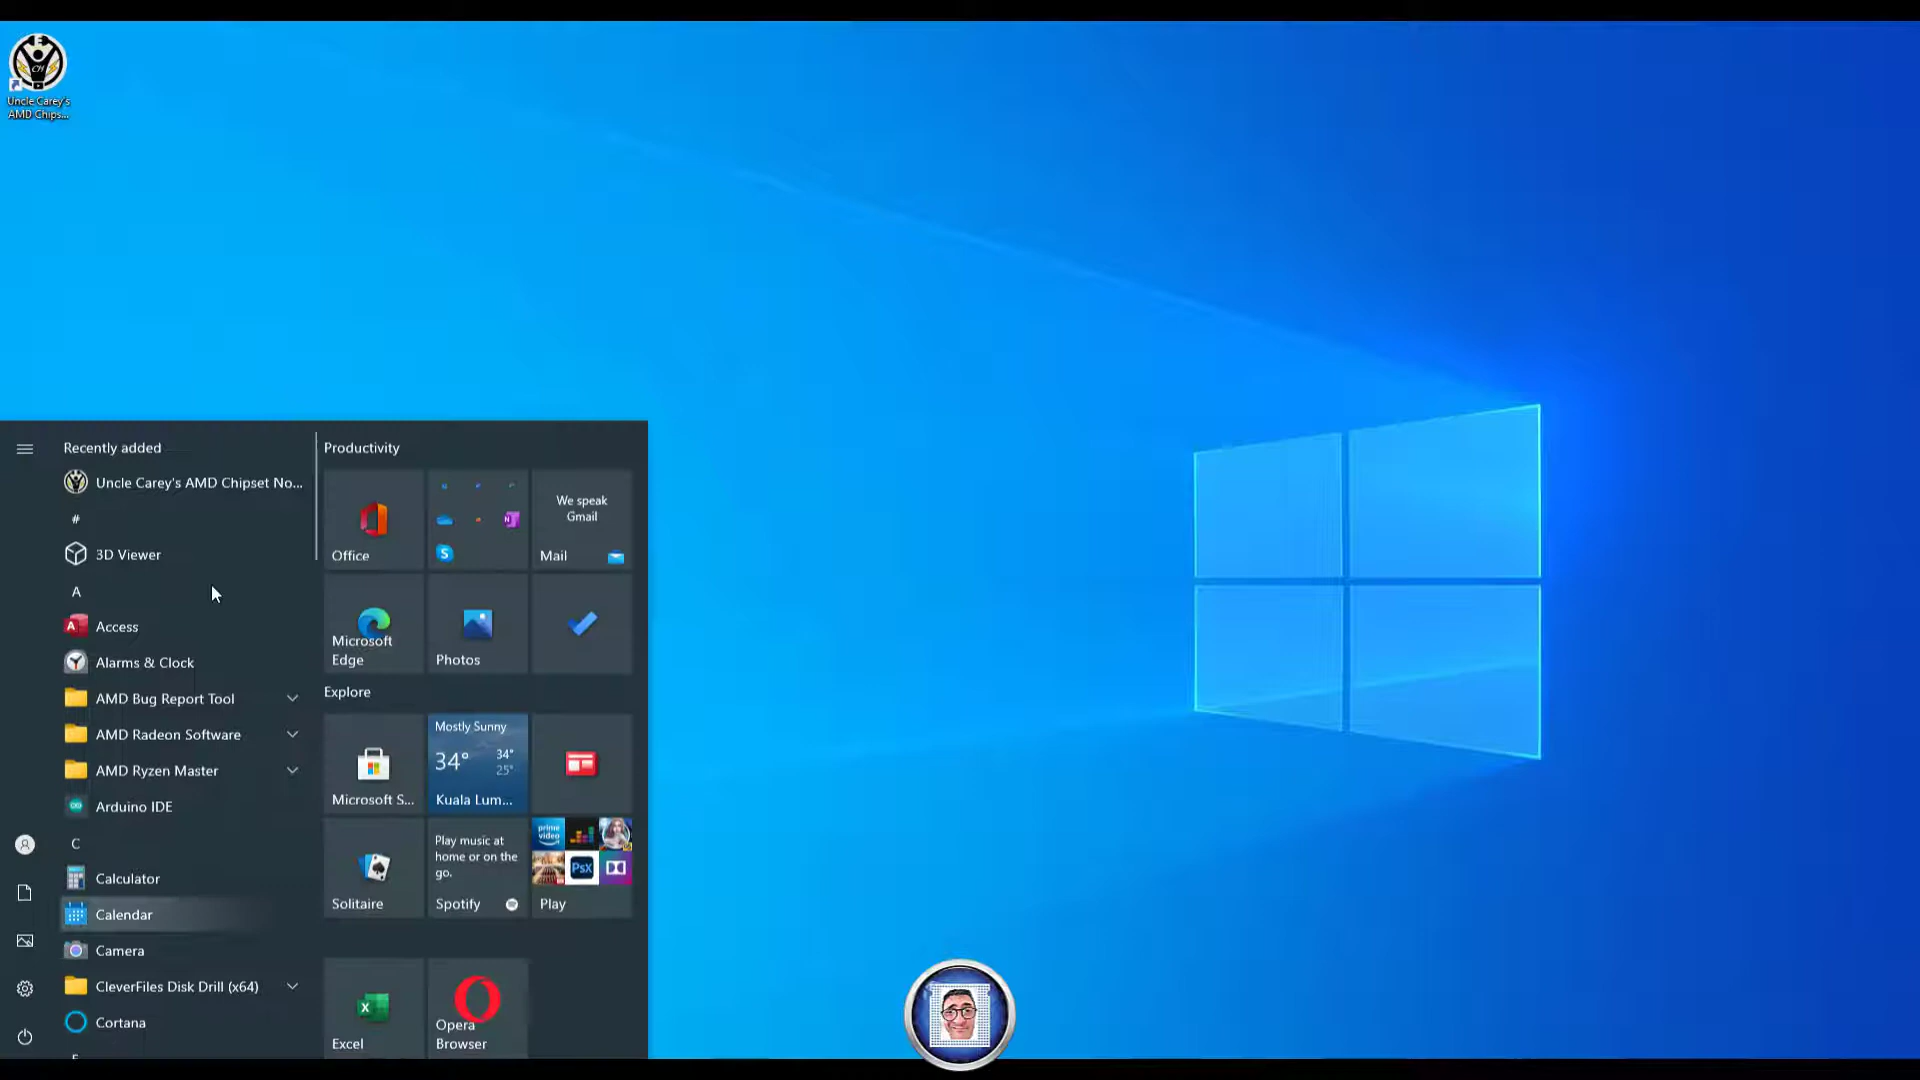 Uncle Carey's
AMD Chips...
Recently added
Uncle Carey's AMD Chipset No...
#
3D Viewer
A
Access
Alarms & Clock
AMD Bug Report Tool
AMD Radeon Software
AMD Ryzen Master
Arduino IDE
C
Calculator
Calendar
Camera
CleverFiles Disk Drill (x64)
Cortana
Productivity
Office
We speak
Gmail
Mail
Microsoft
Edge
Photos
Explore
Microsoft S...
Mostly Sunny
34°
34°
25°
Kuala Lum...
Solitaire
Play music at
home or on the
go.
Spotify
prime
video
PsX
Play
Excel
Opera
Browser